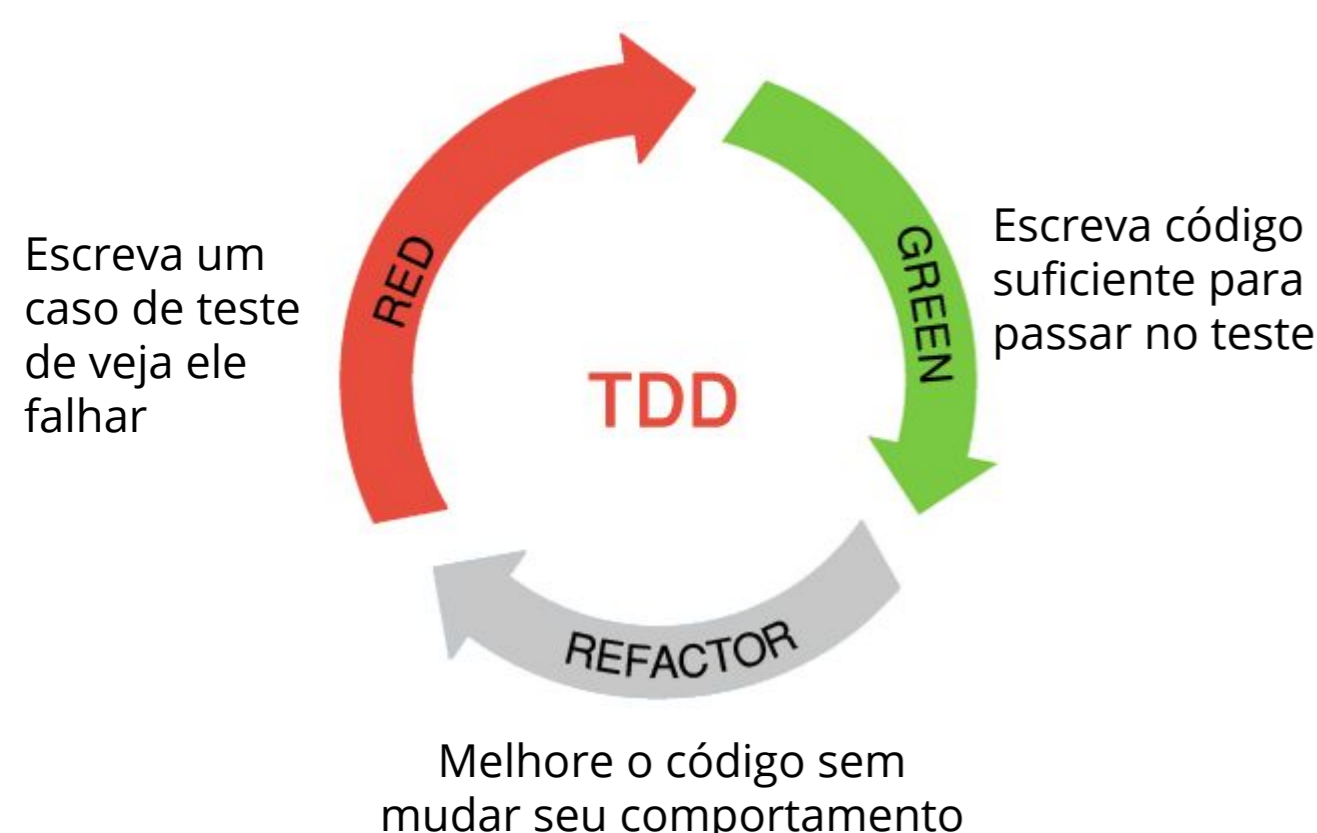 Escreva um
caso de teste
de veja ele
falhar
RED
GREEN
Escreva código
suficiente para
passar no teste
TDD
REFACTOR
Melhore o código sem
mudar seu comportamento